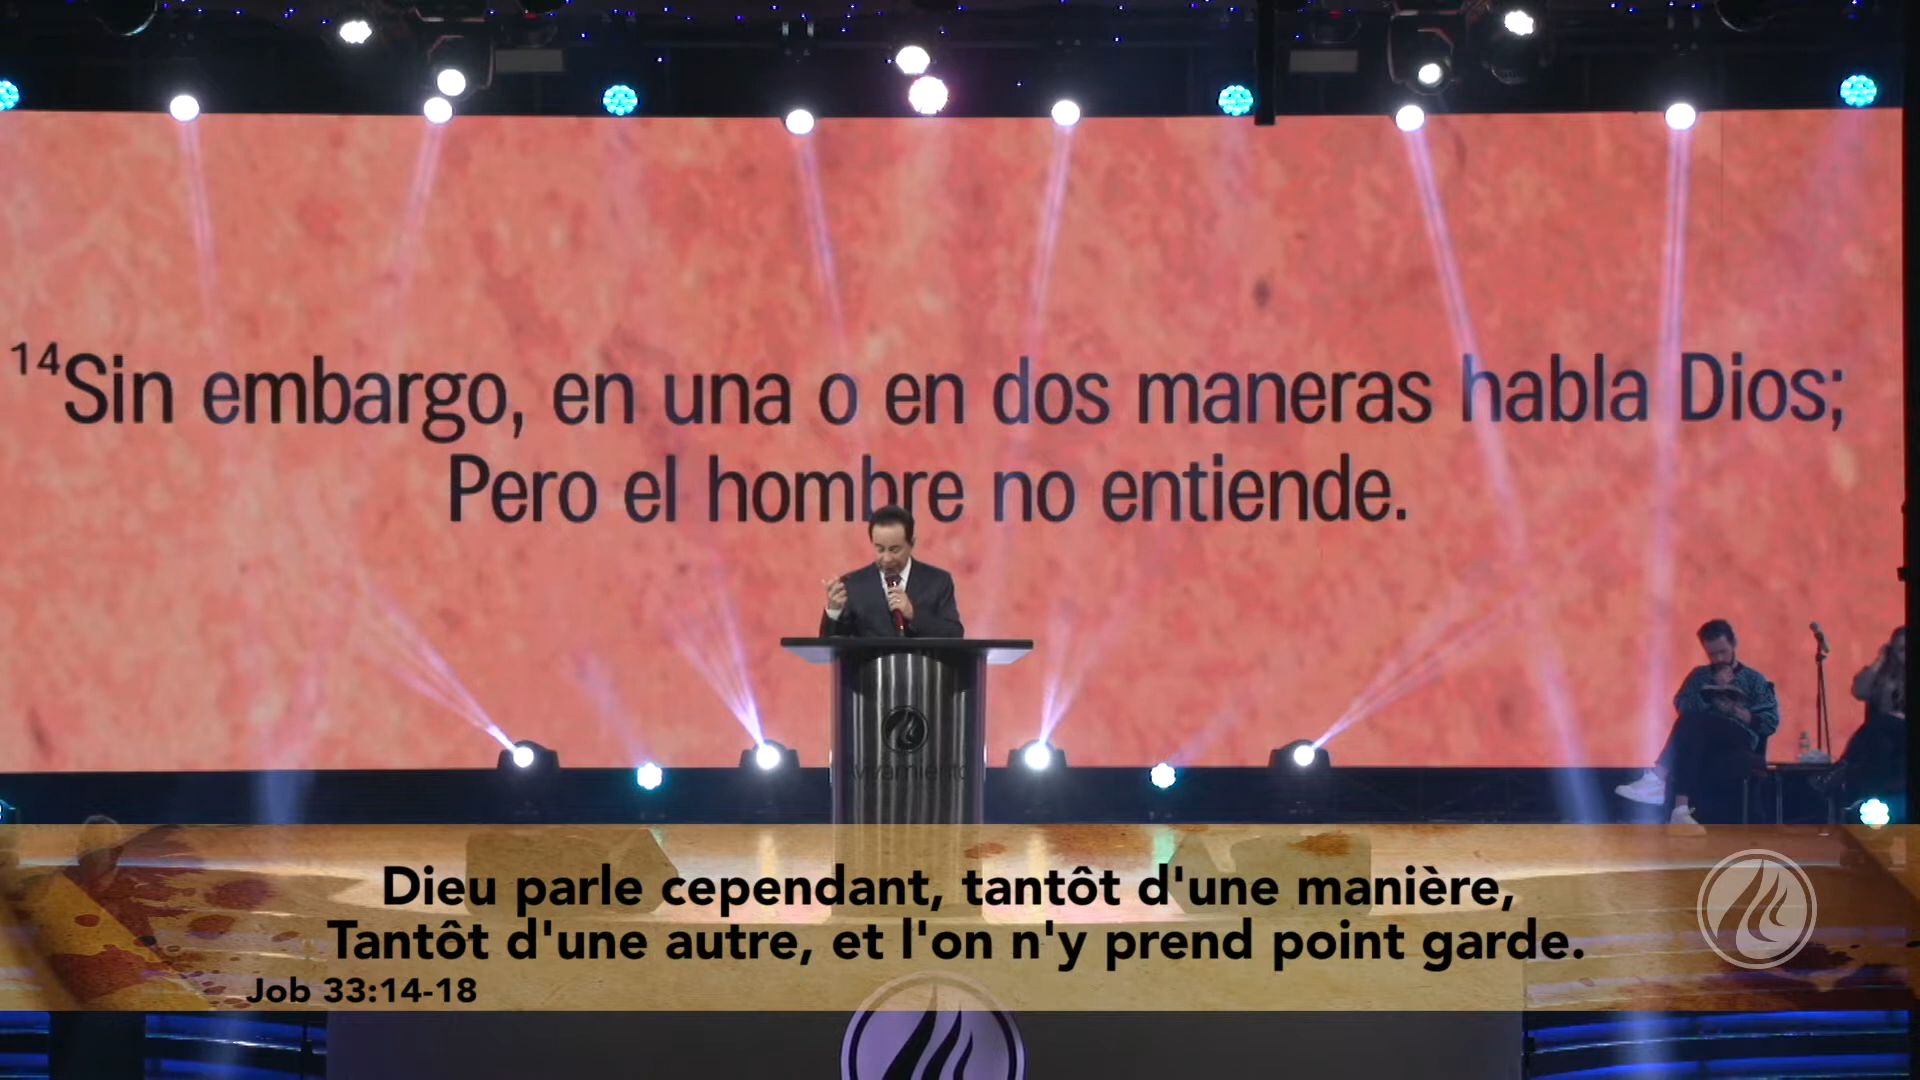 ¹⁴Sin embargo, en una o en dos maneras habla Dios;
Pero el hombre no entiende.
Avivamiento
Dieu parle cependant, tantôt d'une manière,
Tantôt d'une autre, et l'on n'y prend point garde.
Job 33:14-18